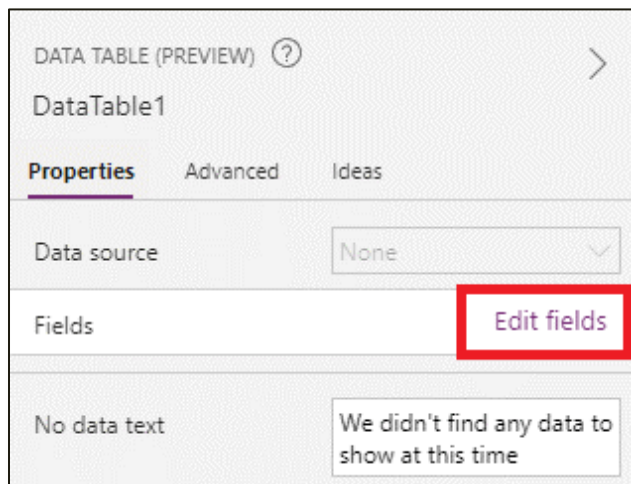 DATA TABLE (PREVIEW) ?
DataTable1
Properties Advanced Ideas
Data source None
Fields Edit fields
No data text We didn't find any data to
show at this time